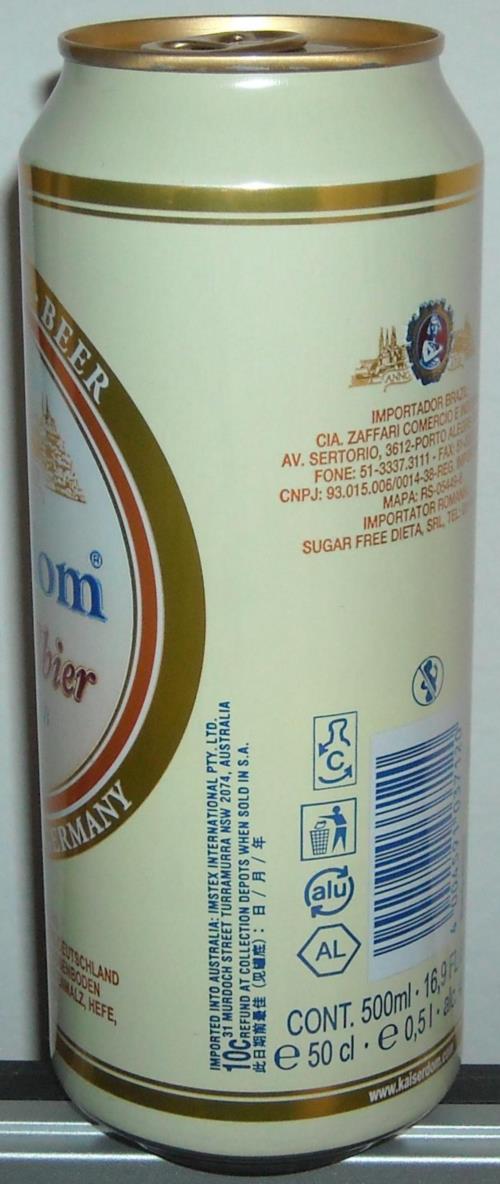 BEER
om®
bier
ERMANY
DEUTSCHLAND
ENBODEN
MALZ, HEFE,
IMPORTED INTO AUSTRALIA: IMSTEX INTERNATIONAL PTY. LTD.
31 MURDOCH STREET TURRAMURRA NSW 2074, AUSTRALIA
10c REFUND AT COLLECTION DEPOTS WHEN SOLD IN S.A.
此日期前最佳（见罐底）：日/月/年
ANNO
IMPORTADOR BRAZIL
CIA. ZAFFARI COMERCIO E
AV. SERTORIO, 3612-PORTO ALEGRE
FONE: 51-3337.3111 - FAX:
CNPJ: 93.015.006/0014-38-REG.
MAPA: RS-05449-
IMPORTATOR ROMANIA
SUGAR FREE DIETA, SRL, TEL:
C
alu
AL
CONT. 500ml · 16,9 FL
e 50 cl · e 0,5 l · alc
www.kaiserdom.com